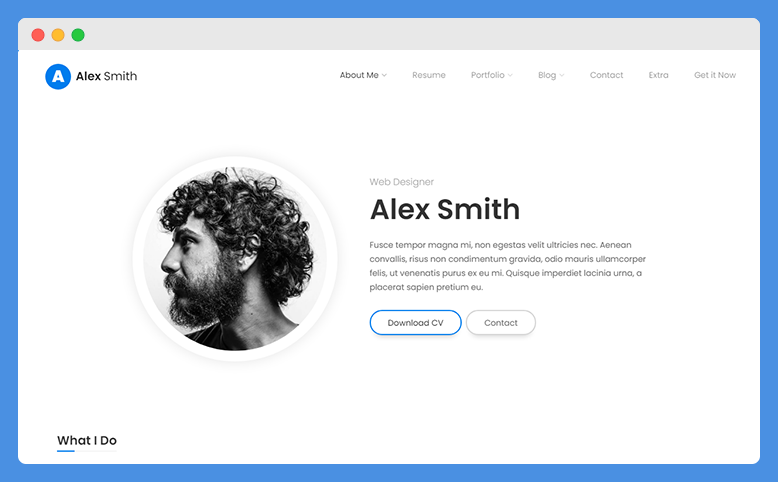 A Alex Smith
About Me Resume Portfolio Blog Contact Extra Get it Now
Web Designer
Alex Smith
Fusce tempor magna mi, non egestas velit ultricies nec. Aenean
convallis, risus non condimentum gravida, odio mauris ullamcorper
felis, ut venenatis purus ex eu mi. Quisque imperdiet lacinia urna, a
placerat sapien pretium eu.
Download CV Contact
What I Do